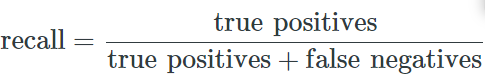 recall = true positives / true positives + false negatives